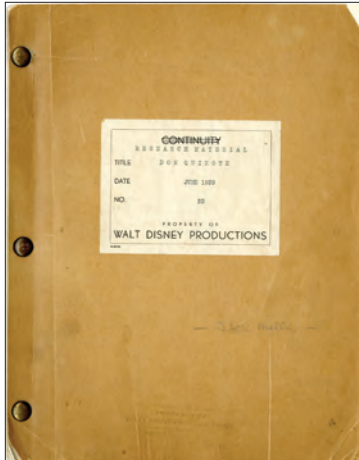 CONTINUITY
RESEARCH MATERIAL
TITLE DON QUIXOTE
DATE JUNE 1939
NO.
PROPERTY OF
WALT DISNEY PRODUCTIONS